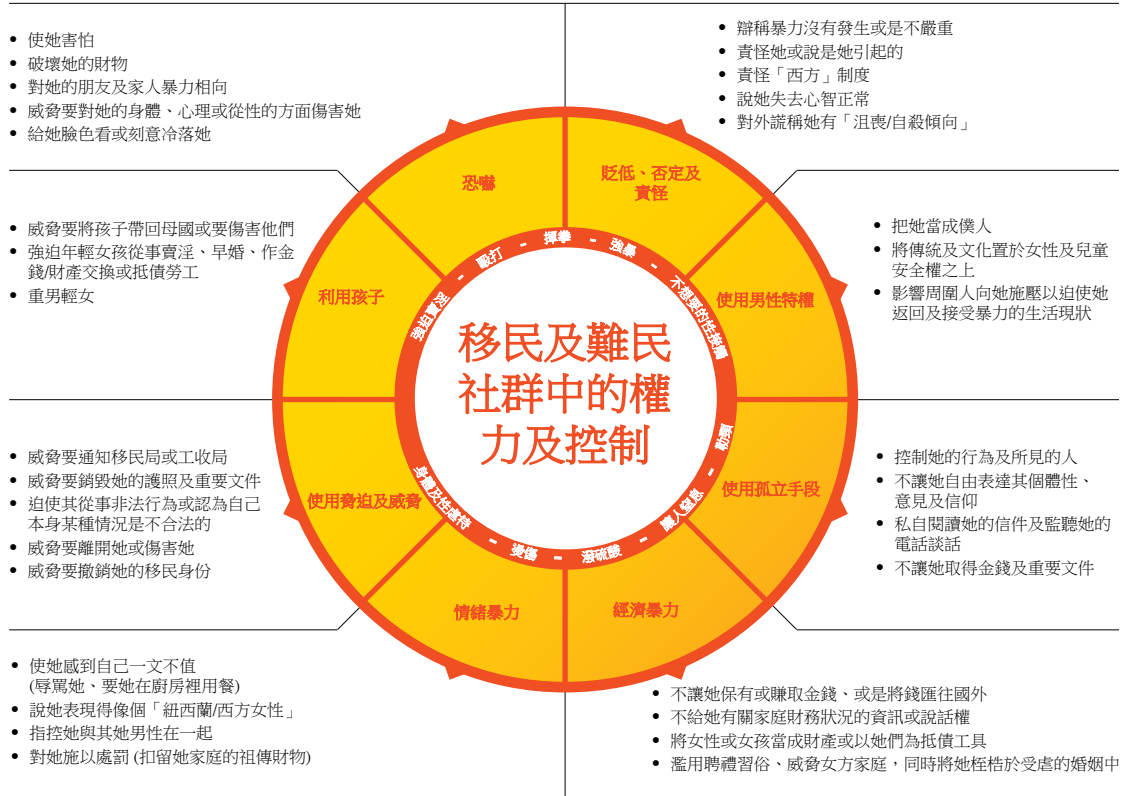 • 使她害怕
• 破壞她的財物
• 對她的朋友及家人暴力相向
• 威脅要對她的身體、心理或從性的方面傷害她
• 給她臉色看或刻意冷落她
• 辯稱暴力沒有發生或是不嚴重
• 責怪她或說是她引起的
• 責怪「西方」制度
• 說她失去心智正常
• 對外謊稱她有「沮喪/自殺傾向」
• 威脅要將孩子帶回母國或要傷害他們
• 強迫年輕女孩從事賣淫、早婚、作金
錢/財產交換或抵債勞工
• 重男輕女
• 把她當成僕人
• 將傳統及文化置於女性及兒童
安全權之上
• 影響周圍人向她施壓以迫使她
返回及接受暴力的生活現狀
恐嚇
貶低、否定及
責怪
利用孩子
使用男性特權
強迫賣淫 - 毆打 - 揮拳 - 強暴 - 不想要的性接觸
移民及難民
社群中的權
力及控制
使用脅迫及威脅
使用孤立手段
身體及性虐待 - 燙傷 - 潑硫酸 - 讓人窒息 -
情緒暴力
經濟暴力
• 威脅要通知移民局或工收局
• 威脅要銷毀她的護照及重要文件
• 迫使其從事非法行為或認為自己
本身某種情況是不合法的
• 威脅要離開她或傷害她
• 威脅要撤銷她的移民身份
• 控制她的行為及所見的人
• 不讓她自由表達其個體性、
意見及信仰
• 私自閱讀她的信件及監聽她的
電話談話
• 不讓她取得金錢及重要文件
• 使她感到自己一文不值
(辱罵她、要她在廚房裡用餐)
• 說她表現得像個「紐西蘭/西方女性」
• 指控她與其她男性在一起
• 對她施以處罰 (扣留她家庭的祖傳財物)
• 不讓她保有或賺取金錢、或是將錢匯往國外
• 不給她有關家庭財務狀況的資訊或說話權
• 將女性或女孩當成財產或以她們為抵債工具
• 濫用聘禮習俗、威脅女方家庭，同時將她桎梏於受虐的婚姻中